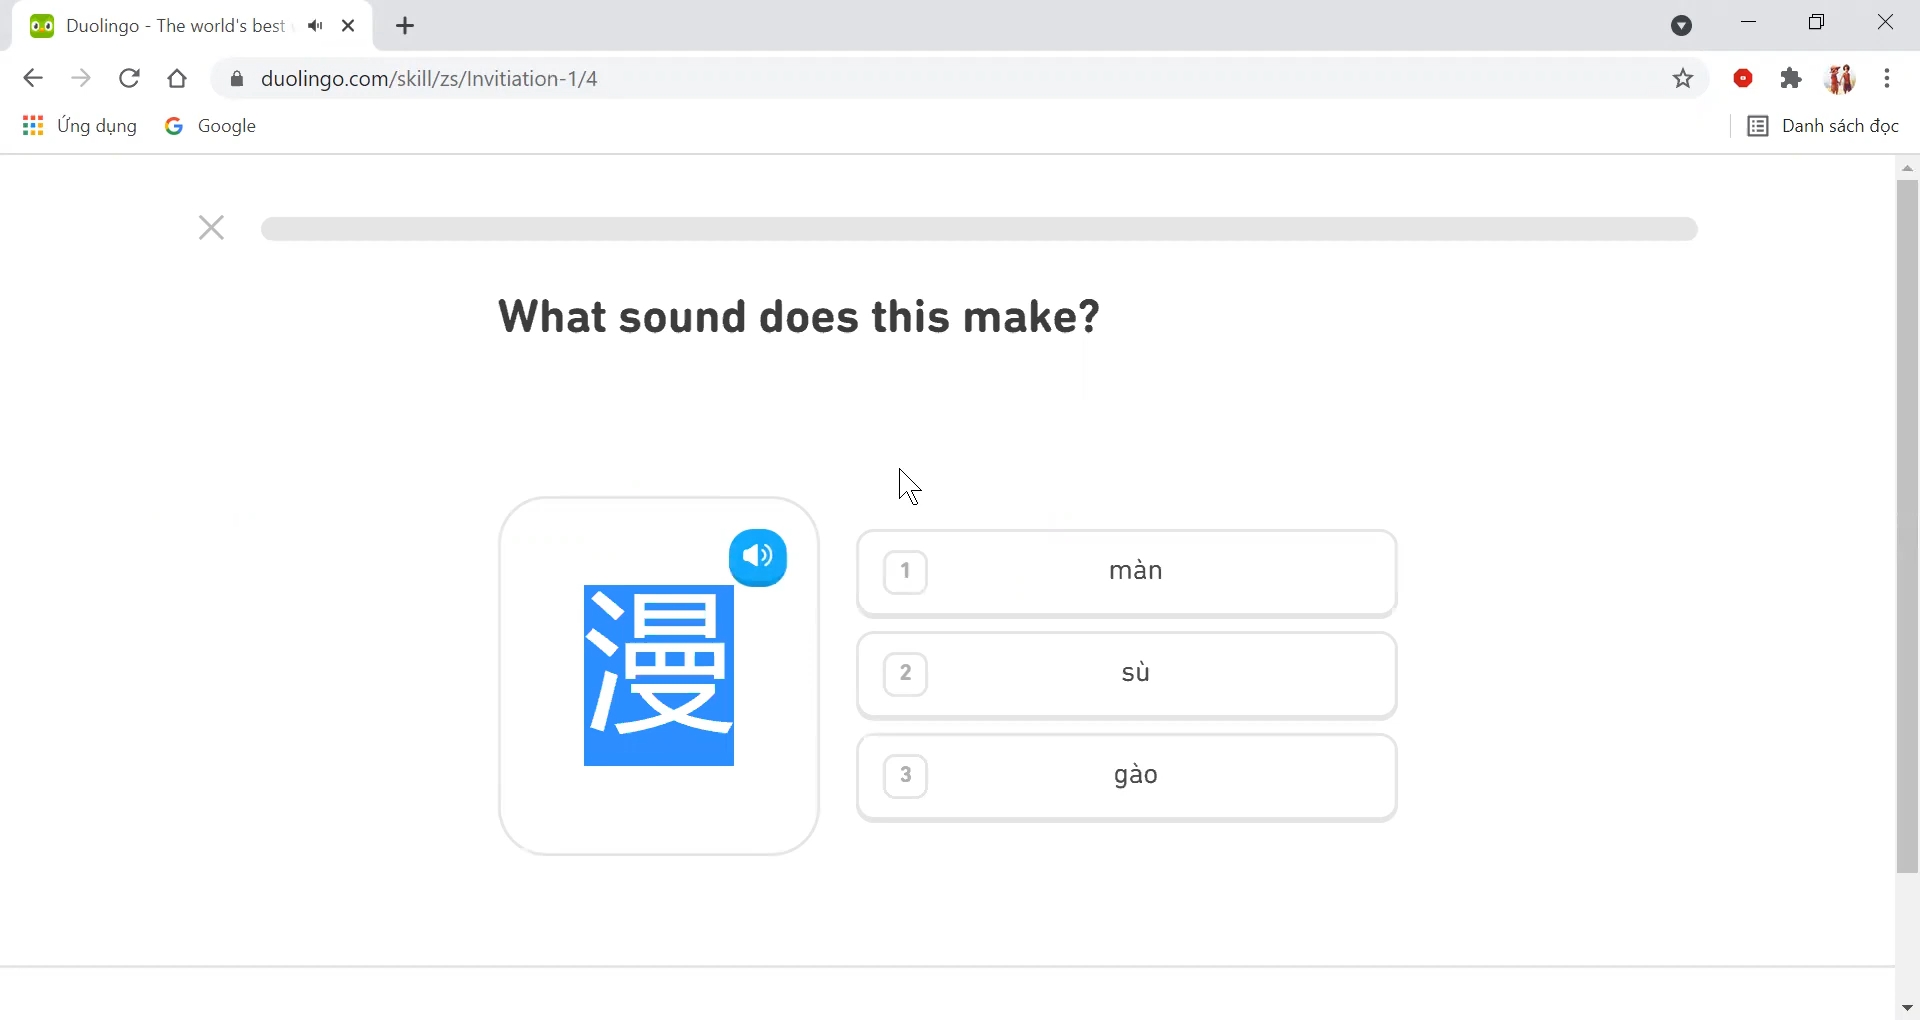 Duolingo - The world's best
duolingo.com/skill/zs/Invitiation-1/4
Ứng dụng
Google
Danh sách đọc
What sound does this make?
漫
1 màn
2 sù
3 gào